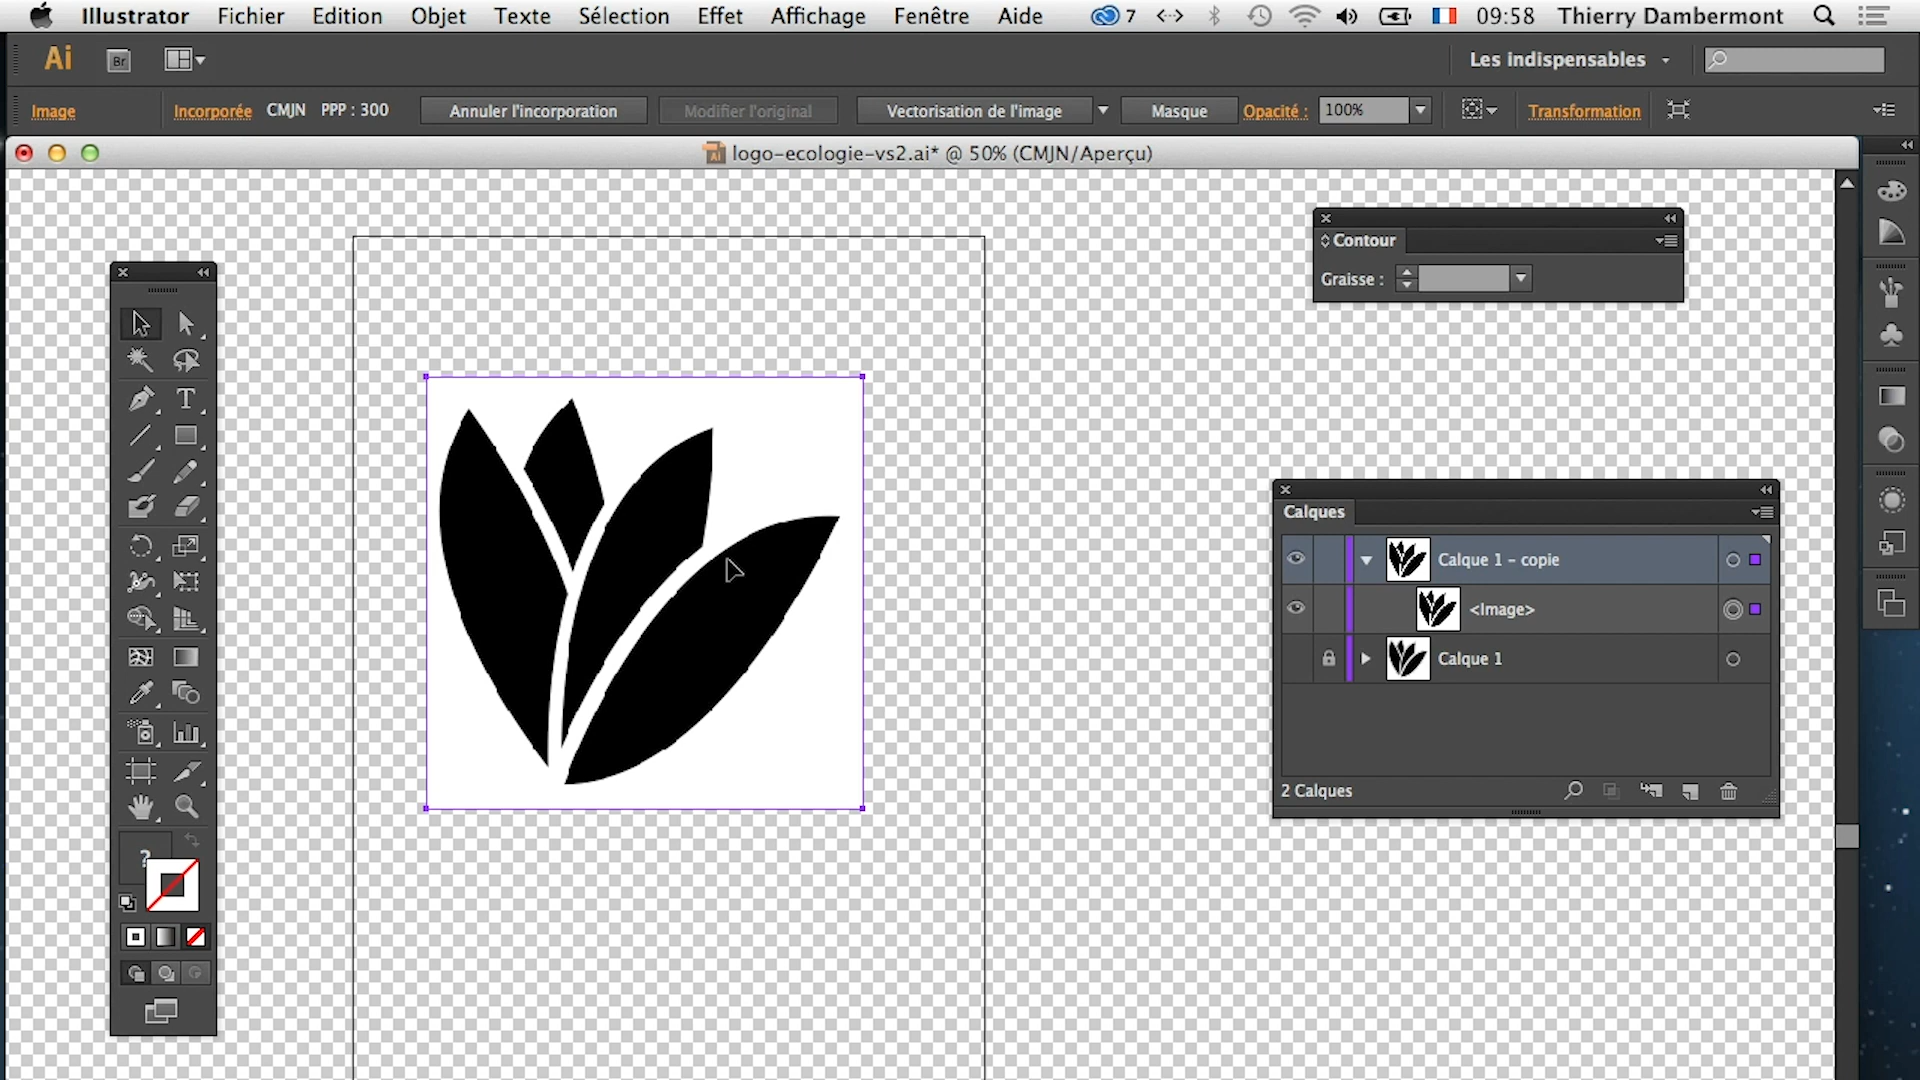 Illustrator Fichier Edition Objet Texte Sélection Effet Affichage Fenêtre Aide 7 09:58 Thierry Dambermont
Ai Br Les indispensables
Image Incorporée CMJN PPP : 300 Annuler l'incorporation Modifier l'original Vectorisation de l'image Masque Opacité : 100% Transformation
logo-ecologie-vs2.ai* @ 50% (CMJN/Aperçu)
Contour
Graisse :
T
Calques
Calque 1 - copie
<Image>
Calque 1
2 Calques
?